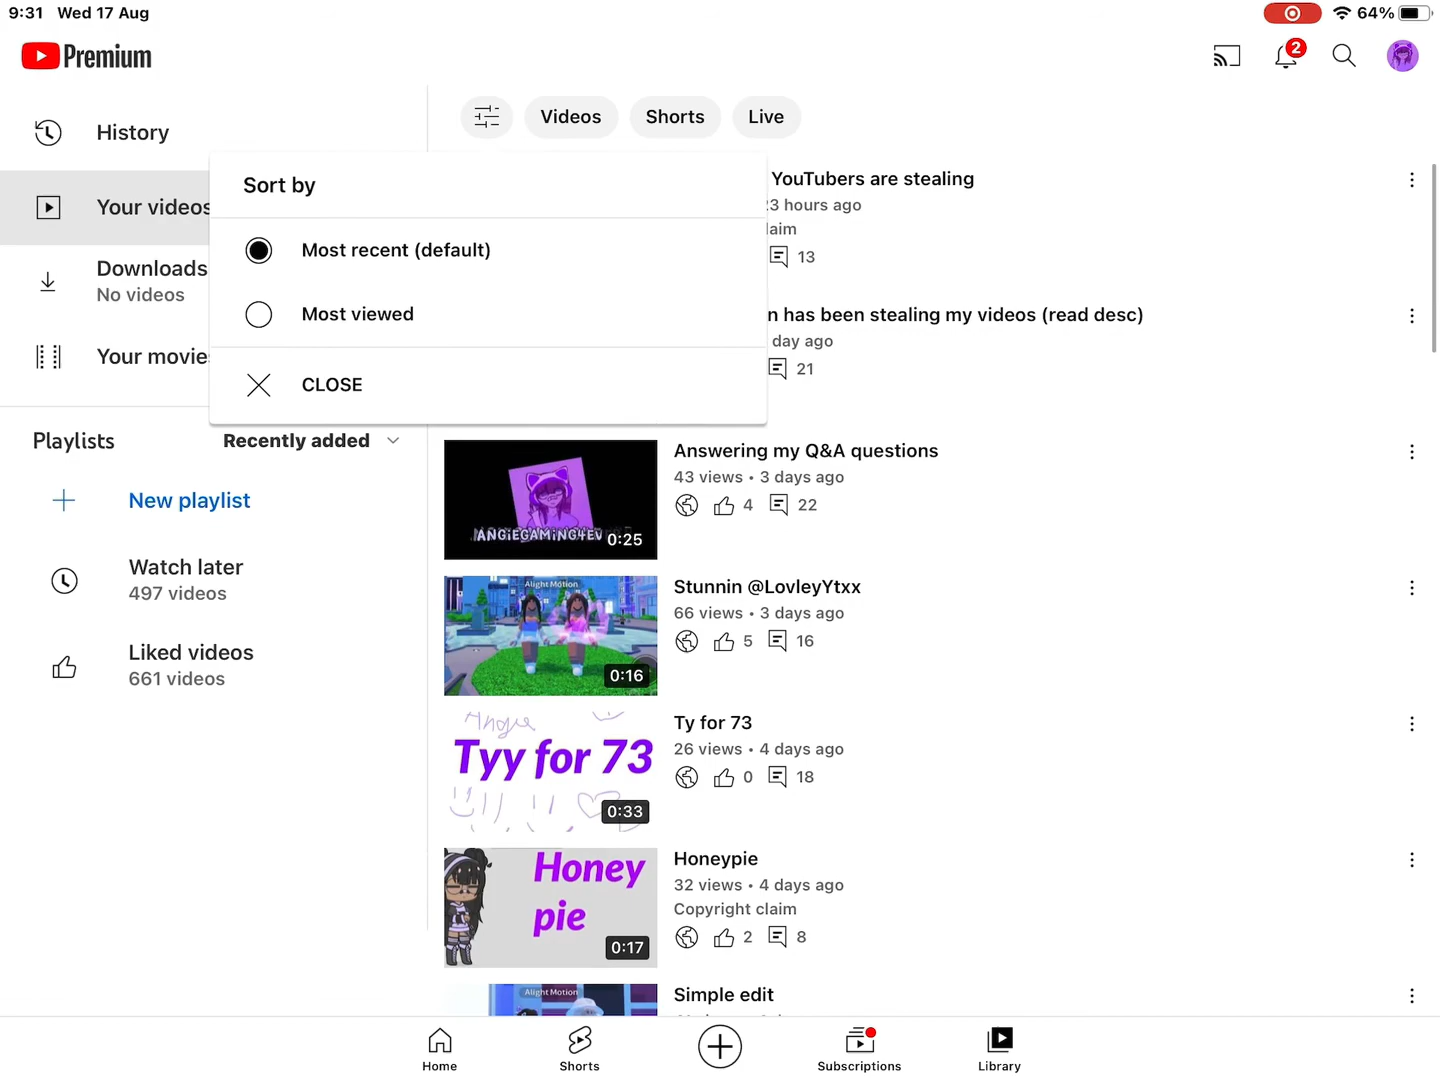 9:31 Wed 17 Aug
64%
Premium
2
History
Your videos
Downloads
No videos
Your movie
Playlists
Recently added
New playlist
Watch later
497 videos
Liked videos
661 videos
Videos
Shorts
Live
Sort by
Most recent (default)
Most viewed
CLOSE
YouTubers are stealing
3 hours ago
laim
13
n has been stealing my videos (read desc)
day ago
21
ANGIEGAMING4EV
0:25
Answering my Q&A questions
43 views • 3 days ago
4
22
Alight Motion
0:16
Stunnin @LovleyYtxx
66 views • 3 days ago
5
16
Angie
Tyy for 73
0:33
Ty for 73
26 views • 4 days ago
0
18
Honey
pie
0:17
Honeypie
32 views • 4 days ago
Copyright claim
2
8
Alight Motion
Simple edit
Home
Shorts
Subscriptions
Library